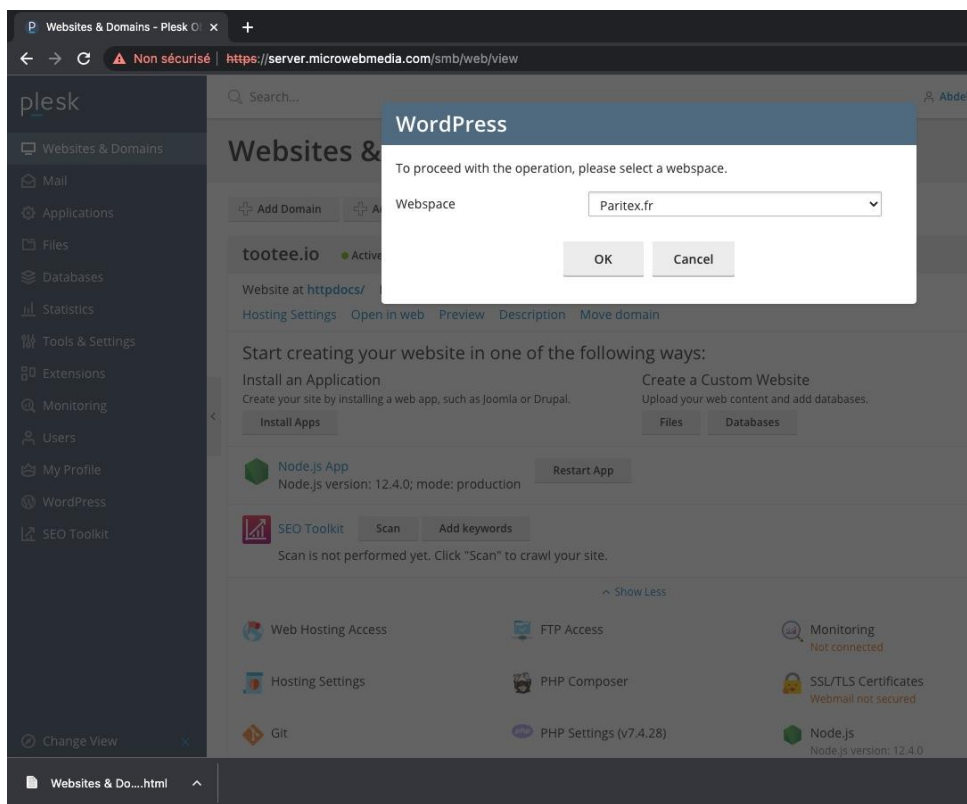 Websites & Domains - Plesk
Non sécurisé
https://server.microwebmedia.com/smb/web/view
plesk
Search...
WordPress
To proceed with the operation, please select a webspace.
Webspace
Paritex.fr
OK
Cancel
Websites & Domains
Mail
Applications
Files
Databases
Statistics
Tools & Settings
Extensions
Monitoring
Users
My Profile
WordPress
SEO Toolkit
Change View
Websites &
Add Domain
tootee.io
Active
Website at httpdocs/
Hosting Settings Open in web Preview Description Move domain
Start creating your website in one of the following ways:
Install an Application
Create your site by installing a web app, such as Joomla or Drupal.
Install Apps
Create a Custom Website
Upload your web content and add databases.
Files Databases
Node.js App
Node.js version: 12.4.0; mode: production
Restart App
SEO Toolkit Scan Add keywords
Scan is not performed yet. Click "Scan" to crawl your site.
Show Less
Web Hosting Access
FTP Access
Monitoring
Not connected
Hosting Settings
PHP Composer
SSL/TLS Certificates
Webmail not secured
Git
PHP Settings (v7.4.28)
Node.js
Node.js version: 12.4.0
Websites & Do....html